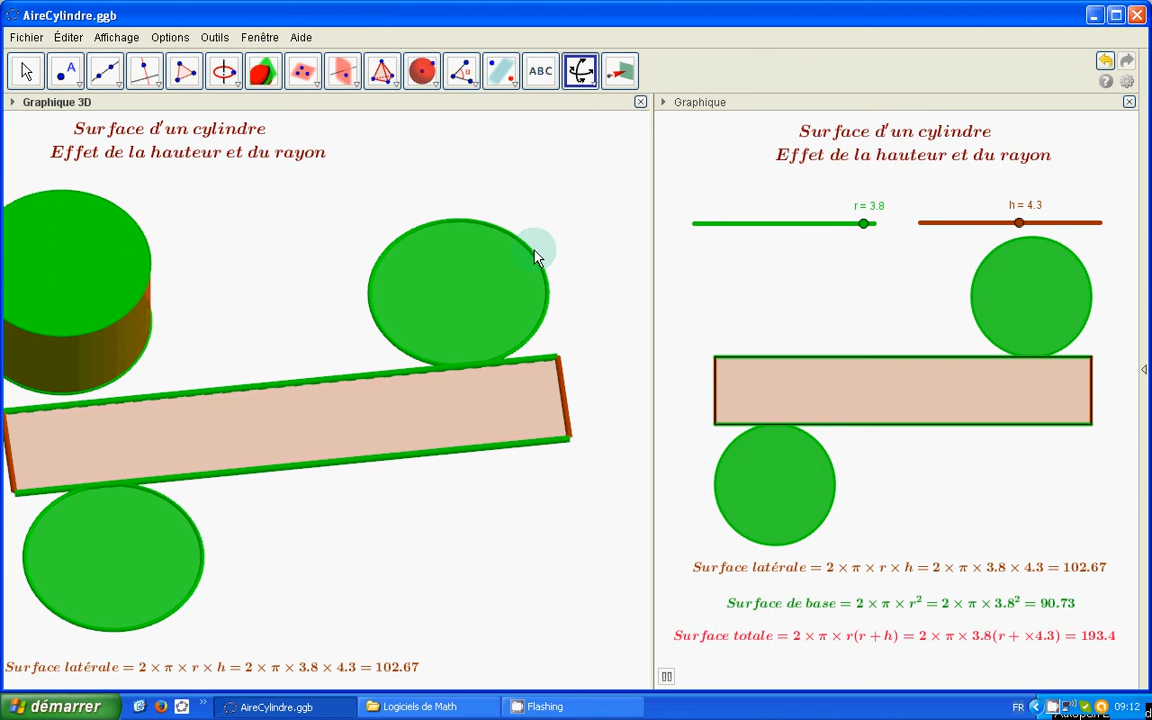 AireCylindre.ggb
Fichier Éditer Affichage Options Outils Fenêtre Aide
A
α
ABC
Graphique 3D
Graphique
Surface d'un cylindre
Effet de la hauteur et du rayon
Surface latérale = 2 × π × r × h = 2 × π × 3.8 × 4.3 = 102.67
Surface d'un cylindre
Effet de la hauteur et du rayon
r = 3.8
h = 4.3
Surface latérale = 2 × π × r × h = 2 × π × 3.8 × 4.3 = 102.67
Surface de base = 2 × π × r² = 2 × π × 3.8² = 90.73
Surface totale = 2 × π × r(r + h) = 2 × π × 3.8(r + ×4.3) = 193.4
démarrer
AireCylindre.ggb
Logiciels de Math
Flashing
FR
09:12